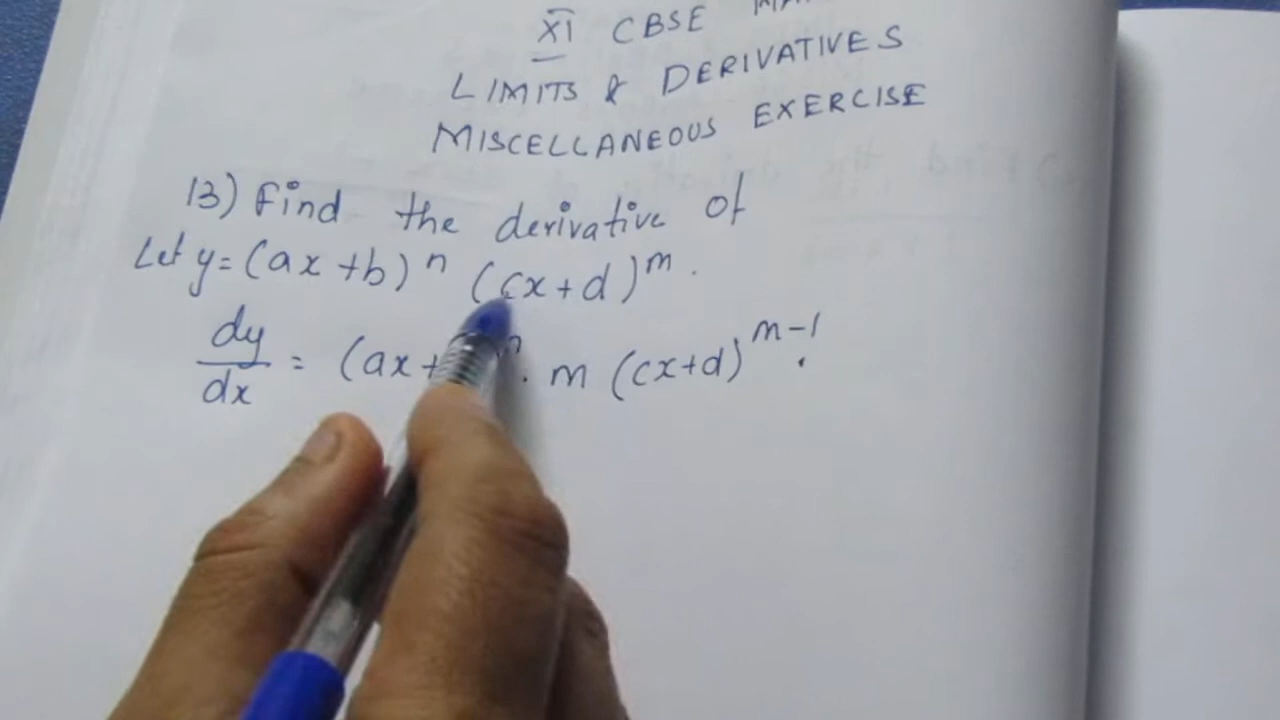 XI CBSE
LIMITS & DERIVATIVES
MISCELLANEOUS EXERCISE
13) Find the derivative of
Let y = (ax+b)^n (cx+d)^m.
dy/dx = (ax+ . m (cx+d)^m-1 .